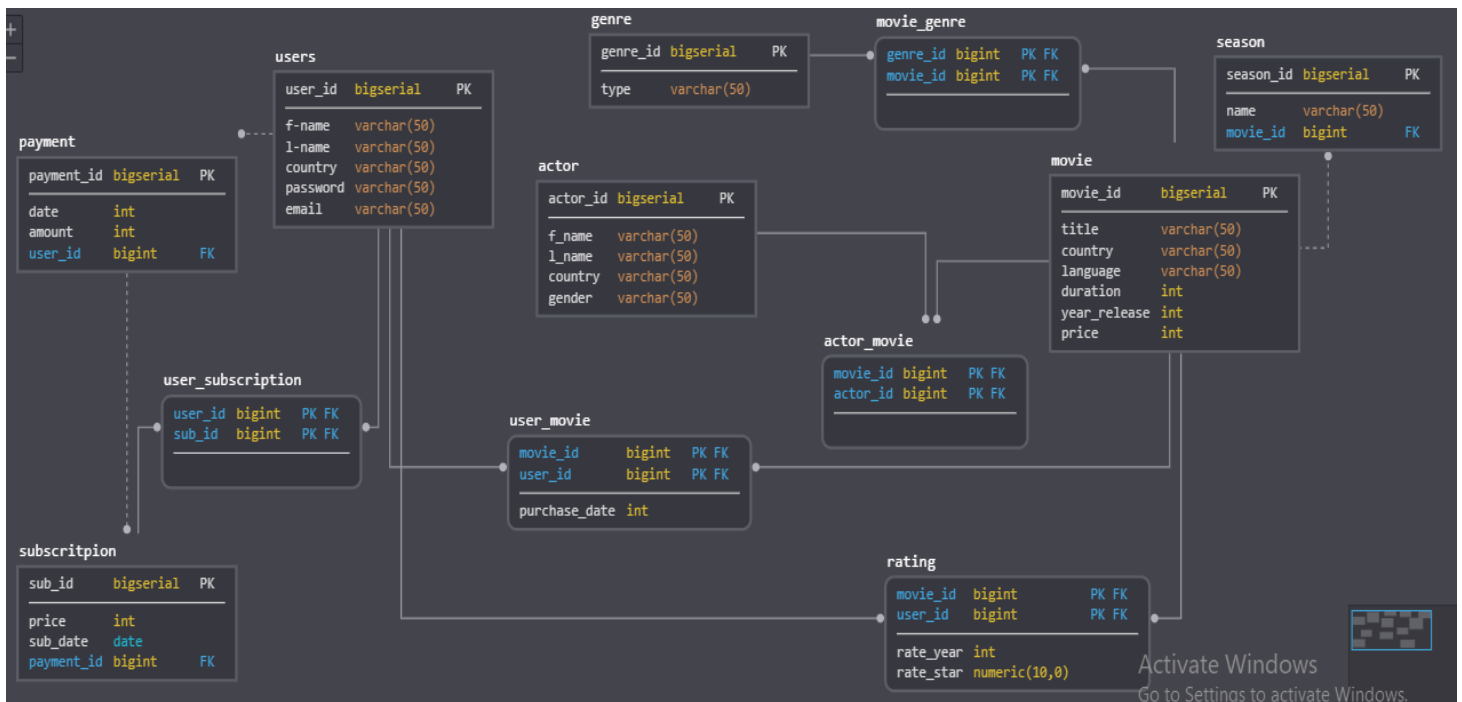 genre
genre_id bigserial PK
type varchar(50)
movie_genre
genre_id bigint PK FK
movie_id bigint PK FK
season
season_id bigserial PK
name varchar(50)
movie_id bigint FK
users
user_id bigserial PK
f-name varchar(50)
l-name varchar(50)
country varchar(50)
password varchar(50)
email varchar(50)
payment
payment_id bigserial PK
date int
amount int
user_id bigint FK
actor
actor_id bigserial PK
f_name varchar(50)
l_name varchar(50)
country varchar(50)
gender varchar(50)
movie
movie_id bigserial PK
title varchar(50)
country varchar(50)
language varchar(50)
duration int
year_release int
price int
actor_movie
movie_id bigint PK FK
actor_id bigint PK FK
user_subscription
user_id bigint PK FK
sub_id bigint PK FK
user_movie
movie_id bigint PK FK
user_id bigint PK FK
purchase_date int
subscritpion
sub_id bigserial PK
price int
sub_date date
payment_id bigint FK
rating
movie_id bigint PK FK
user_id bigint PK FK
rate_year int
rate_star numeric(10,0)
Activate Windows
Go to Settings to activate Windows.